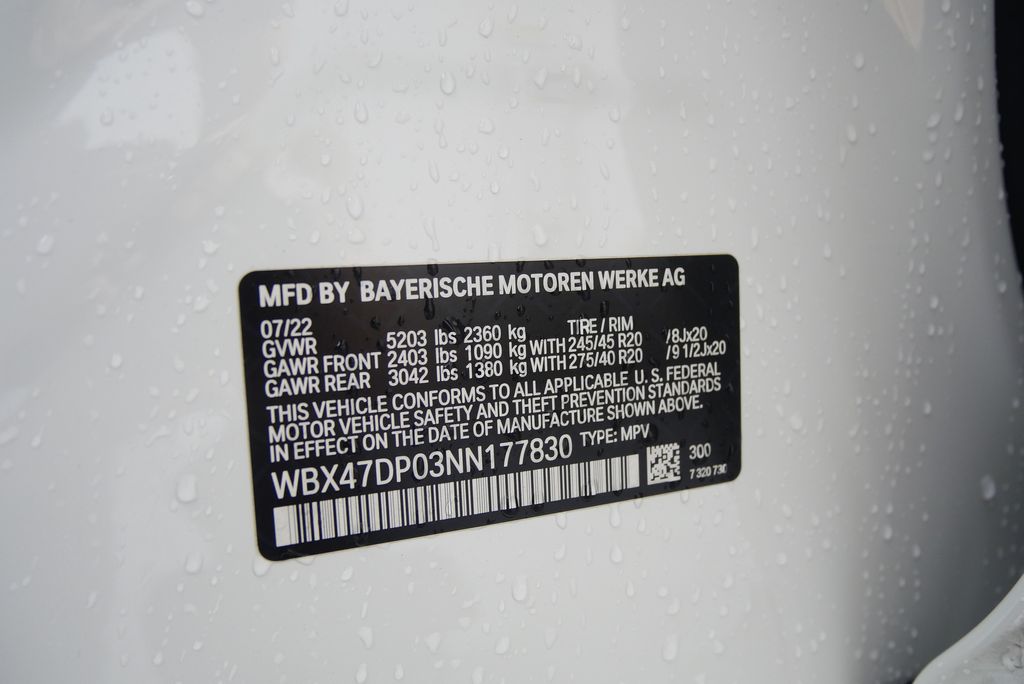 MFD BY BAYERISCHE MOTOREN WERKE AG
07/22 TIRE / RIM
GVWR 5203 lbs 2360 kg
GAWR FRONT 2403 lbs 1090 kg WITH 245/45 R20 /8Jx20
GAWR REAR 3042 lbs 1380 kg WITH 275/40 R20 /9 1/2Jx20
THIS VEHICLE CONFORMS TO ALL APPLICABLE U. S. FEDERAL
MOTOR VEHICLE SAFETY AND THEFT PREVENTION STANDARDS
IN EFFECT ON THE DATE OF MANUFACTURE SHOWN ABOVE.
WBX47DP03NN177830 TYPE: MPV
300
7 320 730